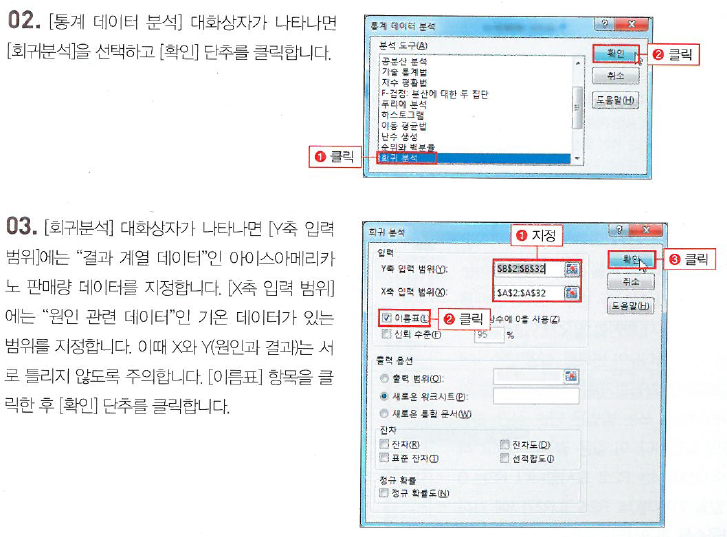 02. [통계 데이터 분석] 대화상자가 나타나면
[회귀분석]을 선택하고 [확인] 단추를 클릭합니다.
통계 데이터 분석
분석 도구(A)
공분산 분석
기술 통계법
지수 평활법
F-검정: 분산에 대한 두 집단
푸리에 분석
히스토그램
이동 평균법
난수 생성
순위와 백분율
회귀 분석
확인
취소
도움말(H)
❷ 클릭
❶ 클릭
03. [회귀분석] 대화상자가 나타나면 [Y축 입력
범위]에는 “결과 계열 데이터”인 아이스아메리카
노 판매량 데이터를 지정합니다. [X축 입력 범위]
에는 “원인 관련 데이터”인 기온 데이터가 있는
범위를 지정합니다. 이때 X와 Y(원인과 결과)는 서
로 틀리지 않도록 주의합니다. [이름표] 항목을 클
릭한 후 [확인] 단추를 클릭합니다.
회귀 분석
❶ 지정
입력
Y축 입력 범위(Y): $B$2:$B$32
X축 입력 범위(X): $A$2:$A$32
이름표(L) ❷ 클릭 상수에 0를 사용(Z)
신뢰 수준(F) 95 %
확인
취소
도움말(H)
❸ 클릭
출력 옵션
출력 범위(O):
새로운 워크시트(P):
새로운 통합 문서(W)
잔차
잔차(R) 잔차도(D)
표준 잔차(T) 선적합도(I)
정규 확률
정규 확률도(N)